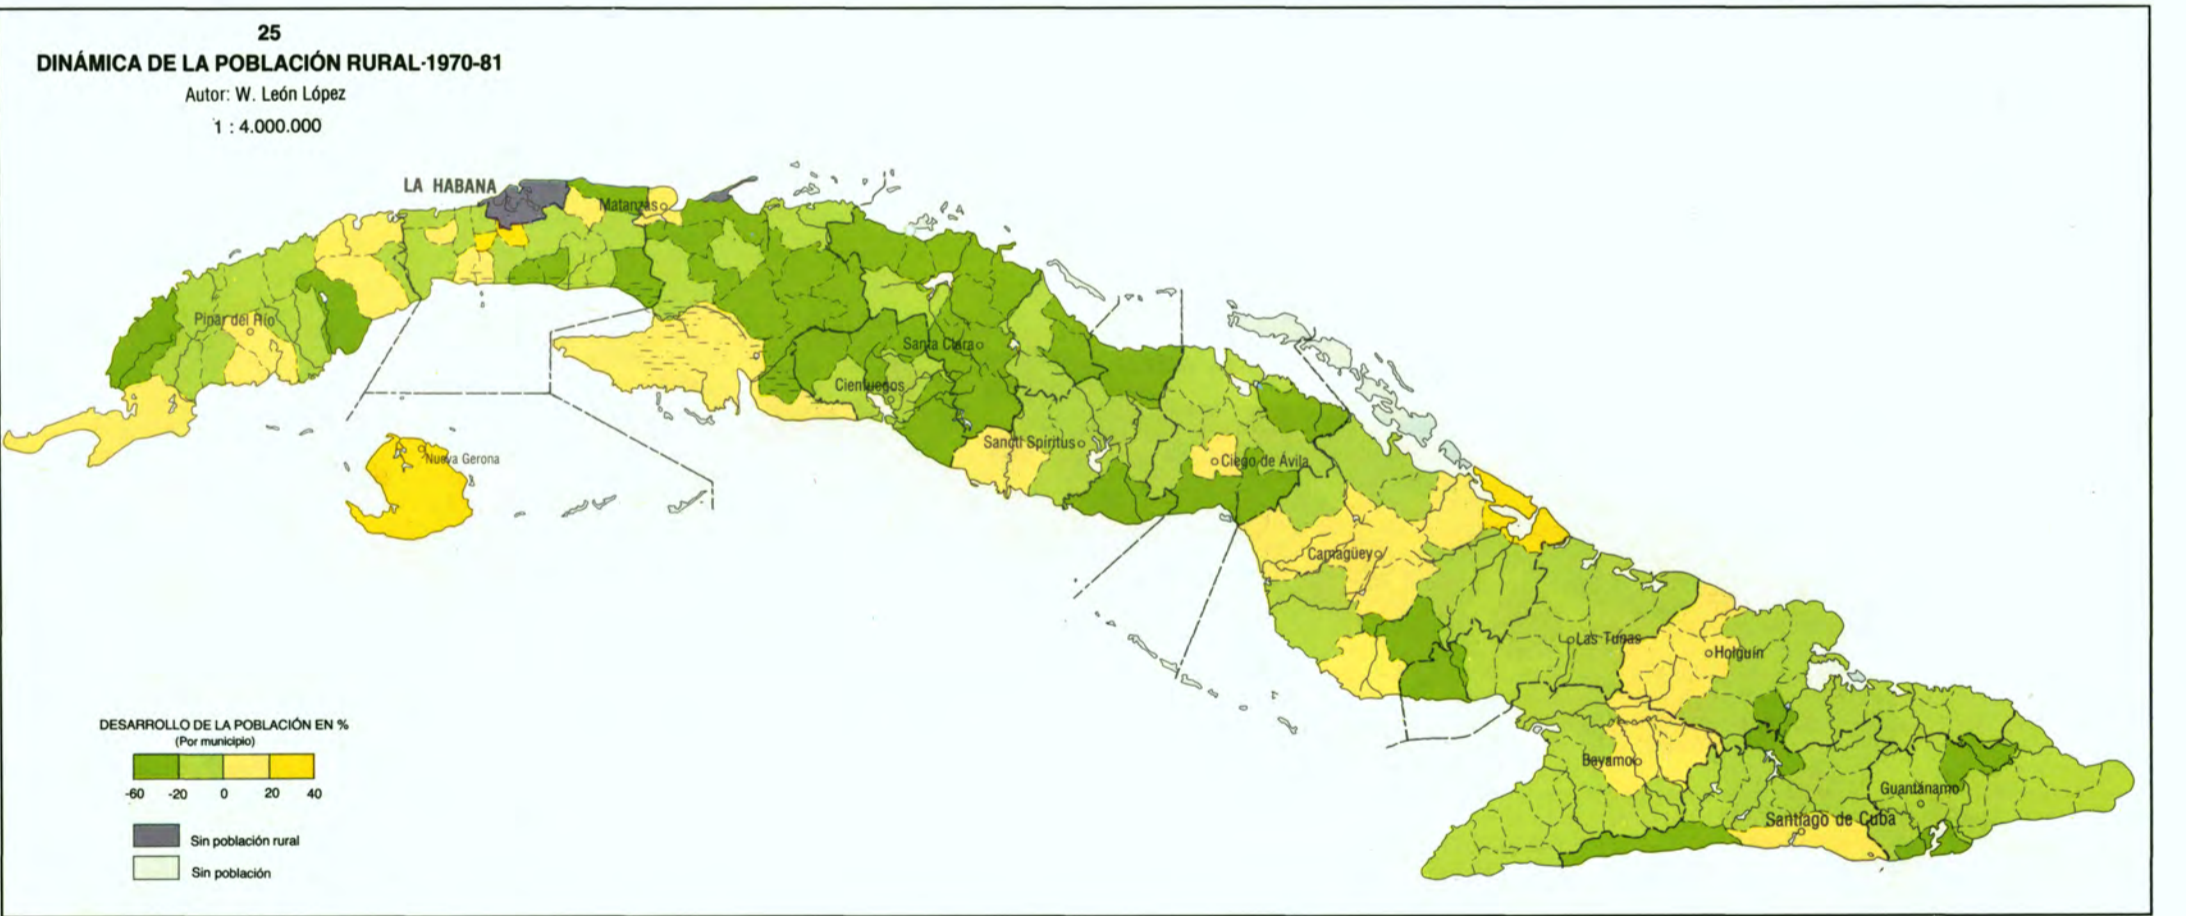 25
DINÁMICA DE LA POBLACIÓN RURAL-1970-81
Autor: W. León López
1 : 4.000.000
LA HABANA
Matanzas
Pinar del Río
Santa Clara
Cienfuegos
Sancti Spíritus
Ciego de Ávila
Nueva Gerona
Camagüey
Las Tunas
Holguín
Bayamo
Guantánamo
Santiago de Cuba
DESARROLLO DE LA POBLACIÓN EN %
(Por municipio)
-60 -20 0 20 40
Sin población rural
Sin población